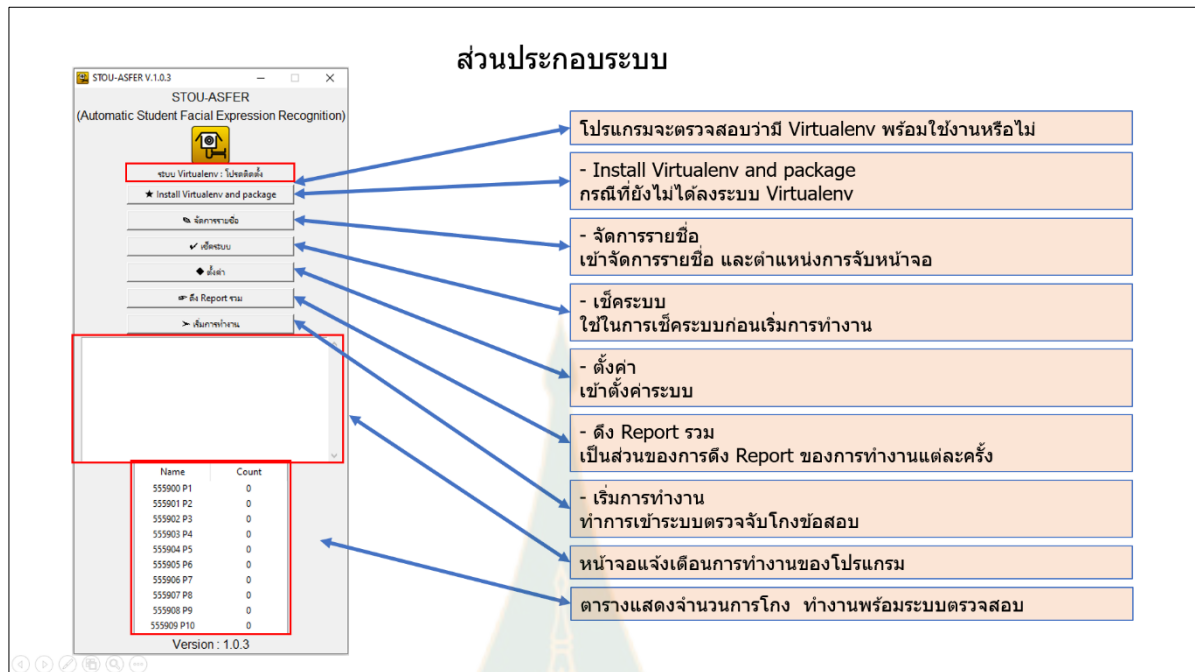 ส่วนประกอบระบบ
STOU-ASFER V.1.0.3
STOU-ASFER
(Automatic Student Facial Expression Recognition)
ระบบ Virtualenv : โปรดติดตั้ง
★ Install Virtualenv and package
✎ จัดการรายชื่อ
✔ เช็คระบบ
◆ ตั้งค่า
☞ ดึง Report รวม
➢ เริ่มการทำงาน
Name Count
555900 P1 0
555901 P2 0
555902 P3 0
555903 P4 0
555904 P5 0
555905 P6 0
555906 P7 0
555907 P8 0
555908 P9 0
555909 P10 0
Version : 1.0.3
โปรแกรมจะตรวจสอบว่ามี Virtualenv พร้อมใช้งานหรือไม่
- Install Virtualenv and package
กรณีที่ยังไม่ได้ลงระบบ Virtualenv
- จัดการรายชื่อ
เข้าจัดการรายชื่อ และตำแหน่งการจับหน้าจอ
- เช็คระบบ
ใช้ในการเช็คระบบก่อนเริ่มการทำงาน
- ตั้งค่า
เข้าตั้งค่าระบบ
- ดึง Report รวม
เป็นส่วนของการดึง Report ของการทำงานแต่ละครั้ง
- เริ่มการทำงาน
ทำการเข้าระบบตรวจจับโกงข้อสอบ
หน้าจอแจ้งเตือนการทำงานของโปรแกรม
ตารางแสดงจำนวนการโกง ทำงานพร้อมระบบตรวจสอบ